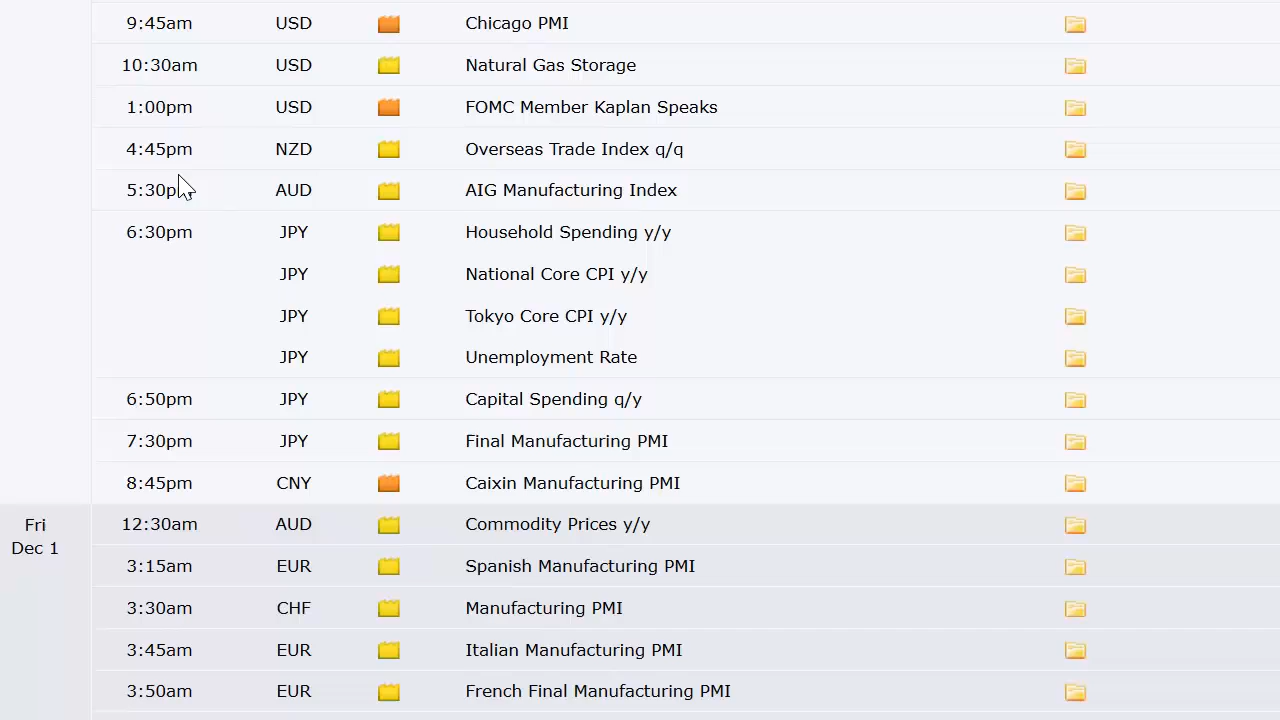 9:45am USD Chicago PMI
10:30am USD Natural Gas Storage
1:00pm USD FOMC Member Kaplan Speaks
4:45pm NZD Overseas Trade Index q/q
5:30p AUD AIG Manufacturing Index
6:30pm JPY Household Spending y/y
JPY National Core CPI y/y
JPY Tokyo Core CPI y/y
JPY Unemployment Rate
6:50pm JPY Capital Spending q/y
7:30pm JPY Final Manufacturing PMI
8:45pm CNY Caixin Manufacturing PMI
Fri
Dec 1
12:30am AUD Commodity Prices y/y
3:15am EUR Spanish Manufacturing PMI
3:30am CHF Manufacturing PMI
3:45am EUR Italian Manufacturing PMI
3:50am EUR French Final Manufacturing PMI